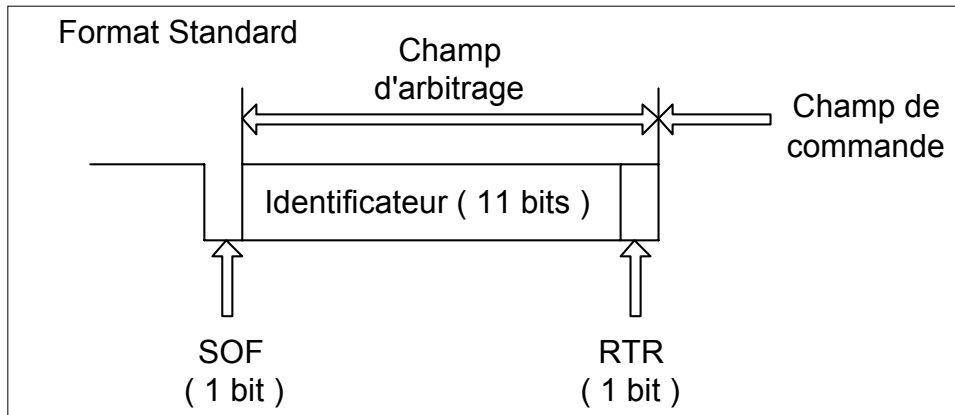 Format Standard
Champ
d'arbitrage
Champ de
commande
Identificateur ( 11 bits )
SOF
( 1 bit )
RTR
( 1 bit )